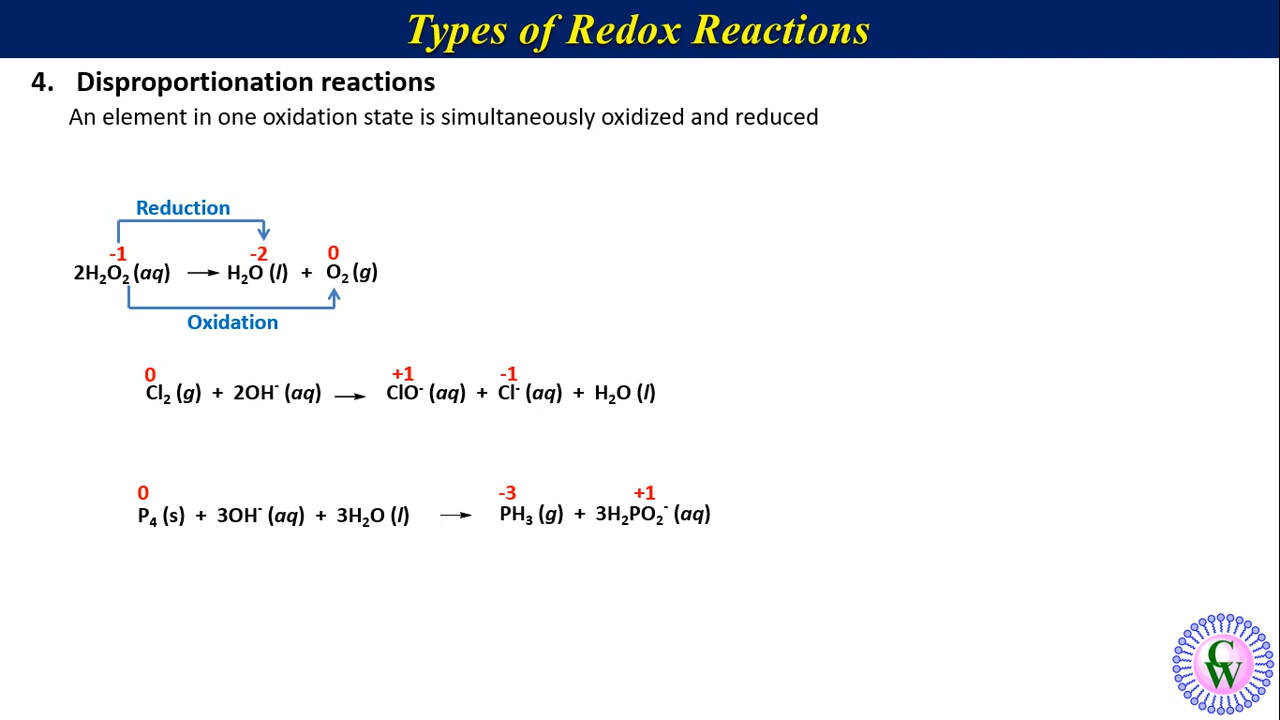 Types of Redox Reactions
4. Disproportionation reactions
An element in one oxidation state is simultaneously oxidized and reduced
Reduction
-1 -2 0
2H₂O₂ (aq) ⟶ H₂O (l) + O₂ (g)
Oxidation
0 +1 -1
Cl₂ (g) + 2OH⁻ (aq) ⟶ ClO⁻ (aq) + Cl⁻ (aq) + H₂O (l)
0 -3 +1
P₄ (s) + 3OH⁻ (aq) + 3H₂O (l) ⟶ PH₃ (g) + 3H₂PO₂⁻ (aq)
C
W